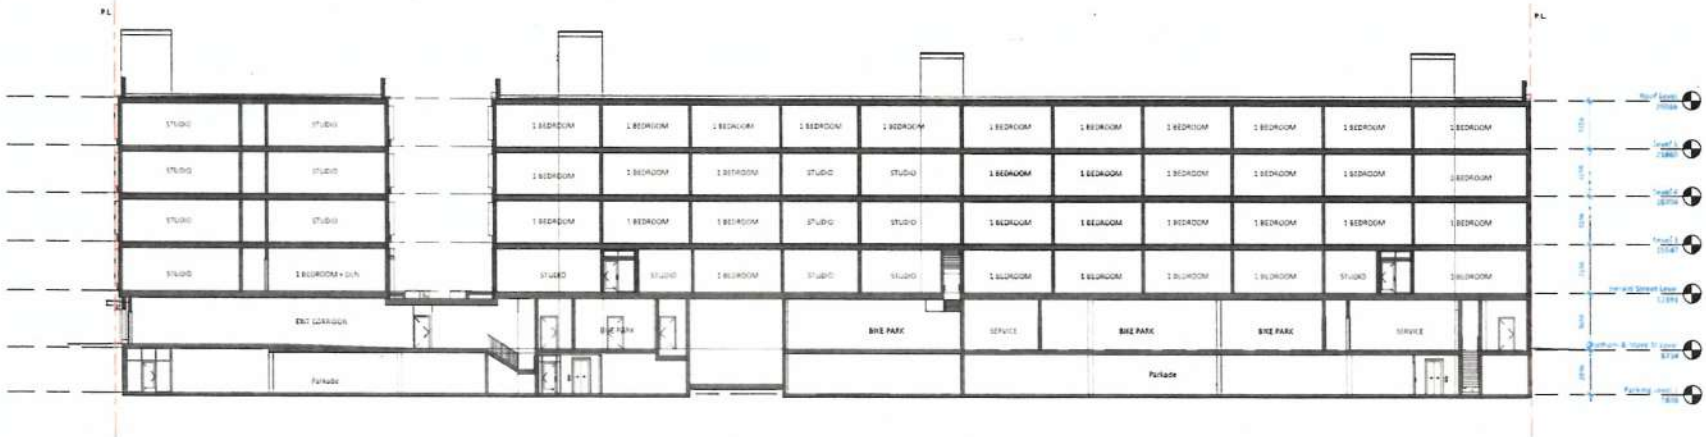 PL
PL
STUDIO STUDIO 1 BEDROOM 1 BEDROOM 1 BEDROOM 1 BEDROOM 1 BEDROOM 1 BEDROOM 1 BEDROOM 1 BEDROOM 1 BEDROOM 1 BEDROOM 1 BEDROOM
Roof Level
STUDIO STUDIO 1 BEDROOM 1 BEDROOM 1 BEDROOM STUDIO STUDIO 1 BEDROOM 1 BEDROOM 1 BEDROOM 1 BEDROOM 1 BEDROOM 1 BEDROOM
STUDIO STUDIO 1 BEDROOM 1 BEDROOM 1 BEDROOM STUDIO STUDIO 1 BEDROOM 1 BEDROOM 1 BEDROOM 1 BEDROOM 1 BEDROOM 1 BEDROOM
STUDIO 1 BEDROOM + DEN STUDIO STUDIO 1 BEDROOM STUDIO STUDIO 1 BEDROOM 1 BEDROOM 1 BEDROOM 1 BEDROOM STUDIO 1 BEDROOM
EXIT CORRIDOR BIKE PARK BIKE PARK SERVICE BIKE PARK BIKE PARK SERVICE
Parkade Parkade